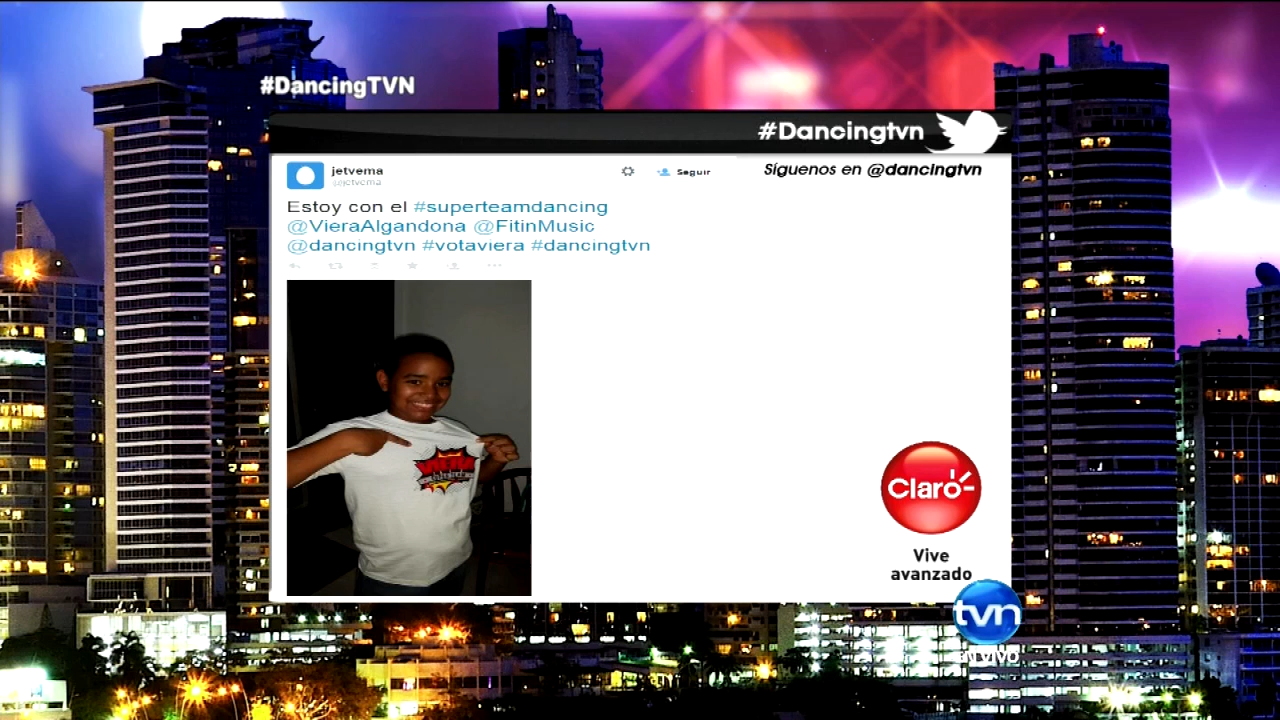 #DancingTVN
#Dancingtvn
jetvema
@jetvema
Seguir
Síguenos en @dancingtvn
Estoy con el #superteamdancing
@VieraAlgandona @FitinMusic
@dancingtvn #votaviera #dancingtvn
Claro
Vive
avanzado
tvn
EN VIVO